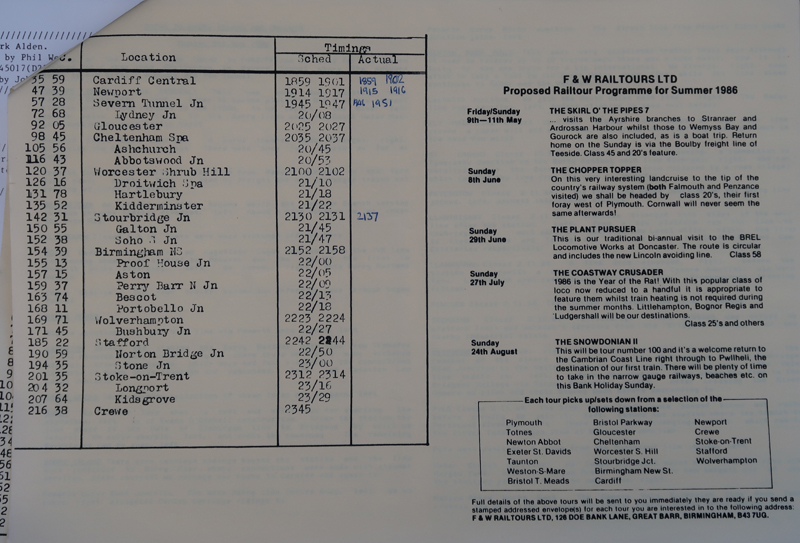 rk Alden.
by Phil W
45017(D2
by Jo
Location
Timings
Sched Actual
35 59 Cardiff Central 1859 1901 1859 1902
47 39 Newport 1914 1917 1915 1916
57 28 Severn Tunnel Jn 1945 1947 1951
72 68 Lydney Jn 20/08
92 05 Gloucester 2025 2027
98 45 Cheltenham Spa 2035 2037
105 56 Ashchurch 20/45
116 43 Abbotswood Jn 20/53
120 37 Worcester Shrub Hill 2100 2102
126 16 Droitwich Spa 21/10
131 78 Hartlebury 21/18
135 52 Kidderminster 21/22
142 31 Stourbridge Jn 2130 2131 2137
150 55 Galton Jn 21/45
152 38 Soho Jn 21/47
154 39 Birmingham NS 2152 2158
155 13 Proof House Jn 22/00
157 15 Aston 22/05
159 37 Perry Barr N Jn 22/09
163 74 Bescot 22/13
168 11 Portobello Jn 22/18
169 71 Wolverhampton 2223 2224
171 45 Bushbury Jn 22/27
185 22 Stafford 2242 2244
190 59 Norton Bridge Jn 22/50
194 35 Stone Jn 23/00
201 35 Stoke-on-Trent 2312 2314
204 32 Longport 23/16
207 64 Kidsgrove 23/29
216 38 Crewe 2345
F & W RAILTOURS LTD
Proposed Railtour Programme for Summer 1986
Friday/Sunday THE SKIRL O' THE PIPES 7
9th—11th May ... visits the Ayrshire branches to Stranraer and
Ardrossan Harbour whilst those to Wemyss Bay and
Gourock are also included, as is a boat trip. Return
home on the Sunday is via the Boulby freight line of
Teeside. Class 45 and 20's feature.
Sunday THE CHOPPER TOPPER
8th June On this very interesting landcruise to the tip of the
country's railway system (both Falmouth and Penzance
visited) we shall be headed by class 20's, their first
foray west of Plymouth. Cornwall will never seem the
same afterwards!
Sunday THE PLANT PURSUER
29th June This is our traditional bi-annual visit to the BREL
Locomotive Works at Doncaster. The route is circular
and includes the new Lincoln avoiding line. Class 58
Sunday THE COASTWAY CRUSADER
27th July 1986 is the Year of the Rat! With this popular class of
loco now reduced to a handful it is appropriate to
feature them whilst train heating is not required during
the summer months. Littlehampton, Bognor Regis and
Ludgershall will be our destinations.
Class 25's and others
Sunday THE SNOWDONIAN II
24th August This will be tour number 100 and it's a welcome return to
the Cambrian Coast Line right through to Pwllheli, the
destination of our first train. There will be plenty of time
to take in the narrow gauge railways, beaches etc. on
this Bank Holiday Sunday.
Each tour picks up/sets down from a selection of the
following stations:
Plymouth Bristol Parkway Newport
Totnes Gloucester Crewe
Newton Abbot Cheltenham Stoke-on-Trent
Exeter St. Davids Worcester S. Hill Stafford
Taunton Stourbridge Jct. Wolverhampton
Weston-S-Mare Birmingham New St.
Bristol T. Meads Cardiff
Full details of the above tours will be sent to you immediately they are ready if you send a
stamped addressed envelope(s) for each tour you are interested in to the following address:
F & W RAILTOURS LTD, 126 DOE BANK LANE, GREAT BARR, BIRMINGHAM, B43 7UG.